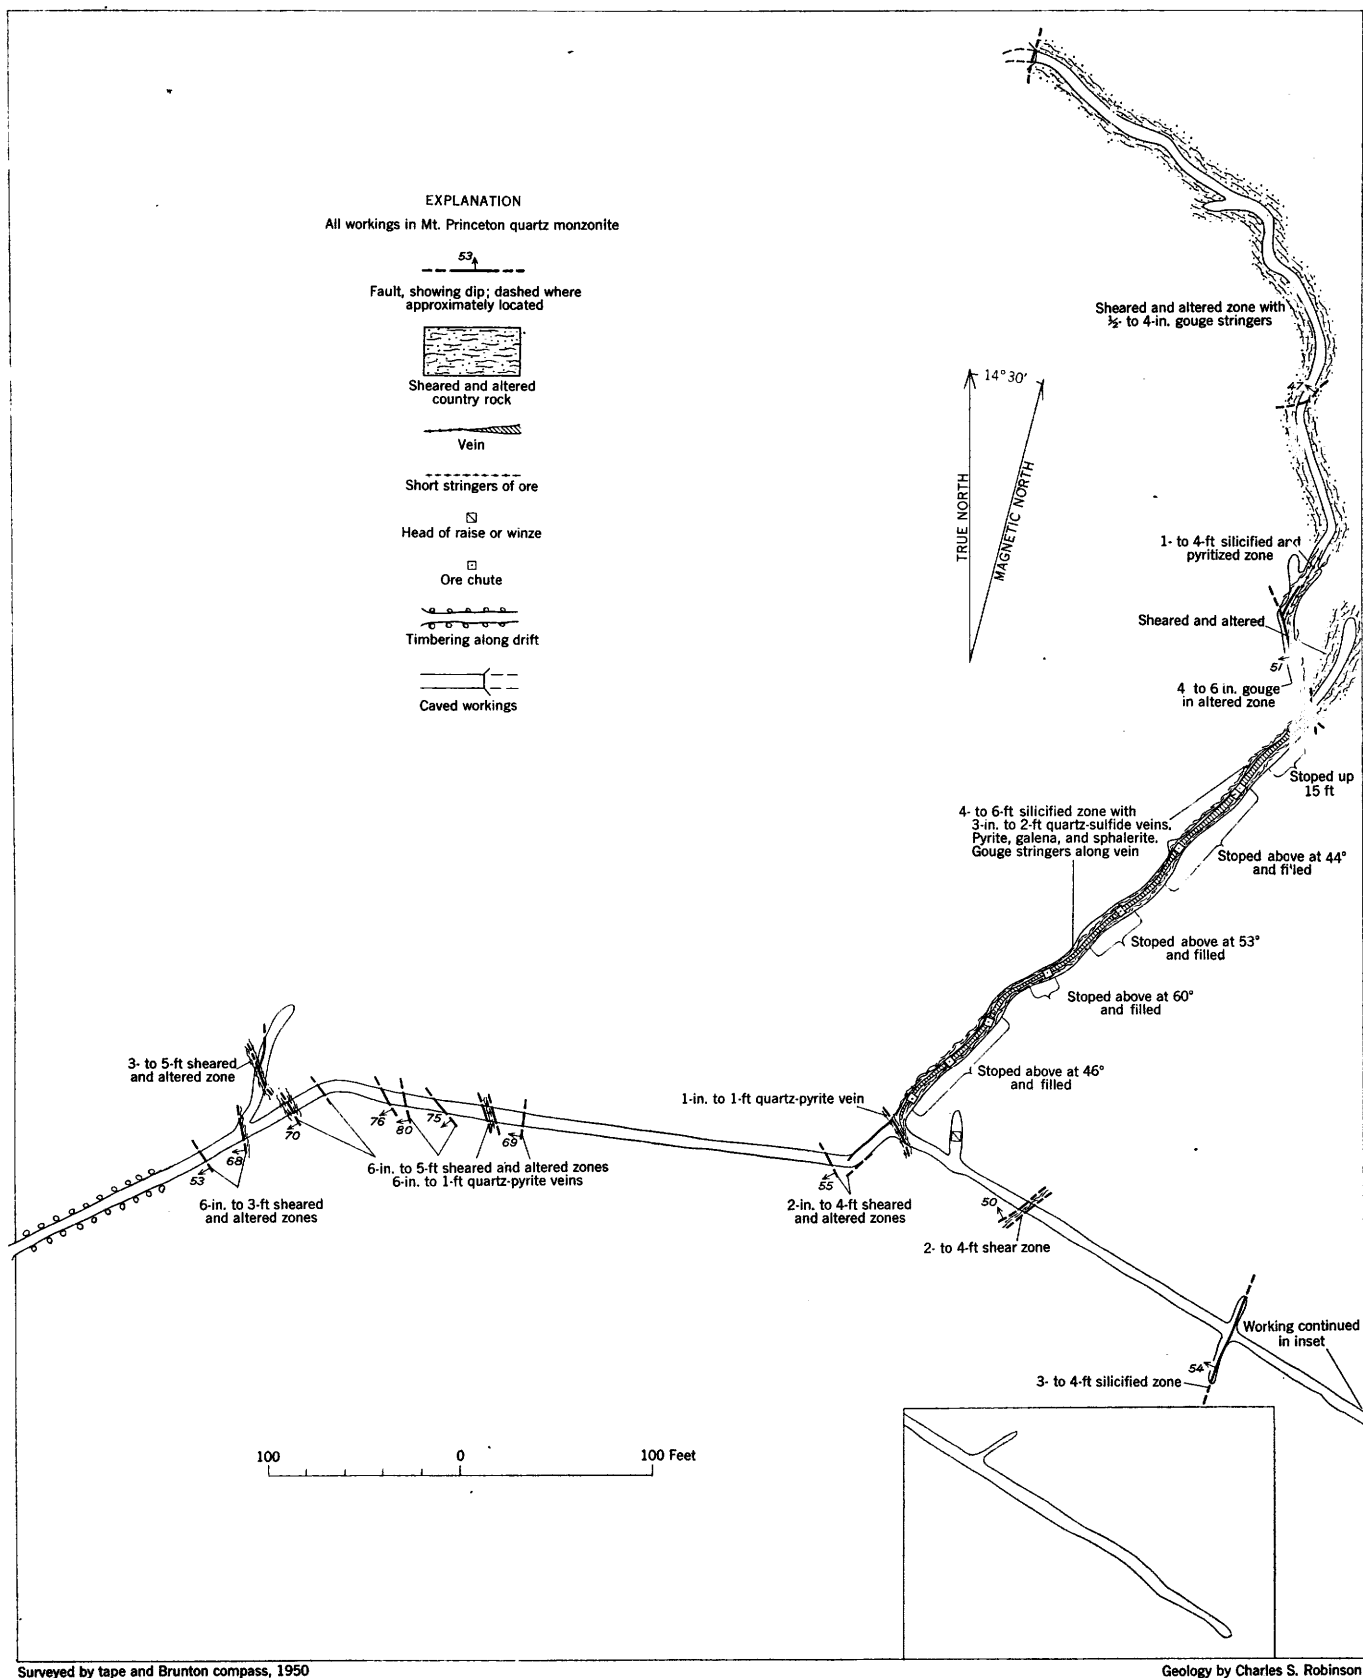 EXPLANATION
All workings in Mt. Princeton quartz monzonite
53
Fault, showing dip; dashed where
approximately located
Sheared and altered
country rock
Vein
Short stringers of ore
Head of raise or winze
Ore chute
Timbering along drift
Caved workings
14°30'
TRUE NORTH
MAGNETIC NORTH
Sheared and altered zone with
½- to 4-in. gouge stringers
47
1- to 4-ft silicified and
pyritized zone
Sheared and altered
51
4 to 6 in. gouge
in altered zone
Stoped up
15 ft
4- to 6-ft silicified zone with
3-in. to 2-ft quartz-sulfide veins.
Pyrite, galena, and sphalerite.
Gouge stringers along vein
Stoped above at 44°
and filled
Stoped above at 53°
and filled
Stoped above at 60°
and filled
Stoped above at 46°
and filled
3- to 5-ft sheared
and altered zone
1-in. to 1-ft quartz-pyrite vein
70
76
80
75
69
68
53
6-in. to 5-ft sheared and altered zones
6-in. to 1-ft quartz-pyrite veins
6-in. to 3-ft sheared
and altered zones
55
2-in. to 4-ft sheared
and altered zones
50
2- to 4-ft shear zone
Working continued
in inset
54
3- to 4-ft silicified zone
100 0 100 Feet
Surveyed by tape and Brunton compass, 1950
Geology by Charles S. Robinson